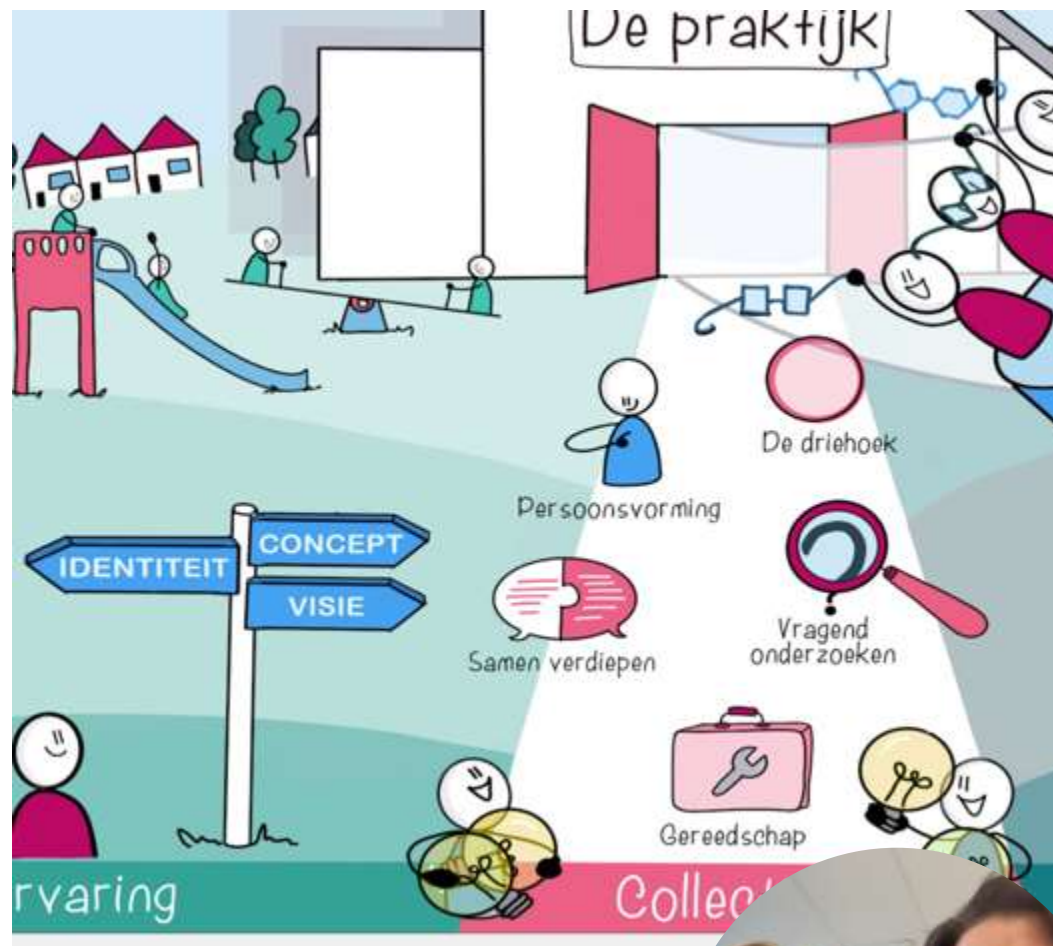 De praktijk
De driehoek
Persoonsvorming
IDENTITEIT
CONCEPT
VISIE
Samen verdiepen
Vragend
onderzoeken
Gereedschap
rvaring
Collec